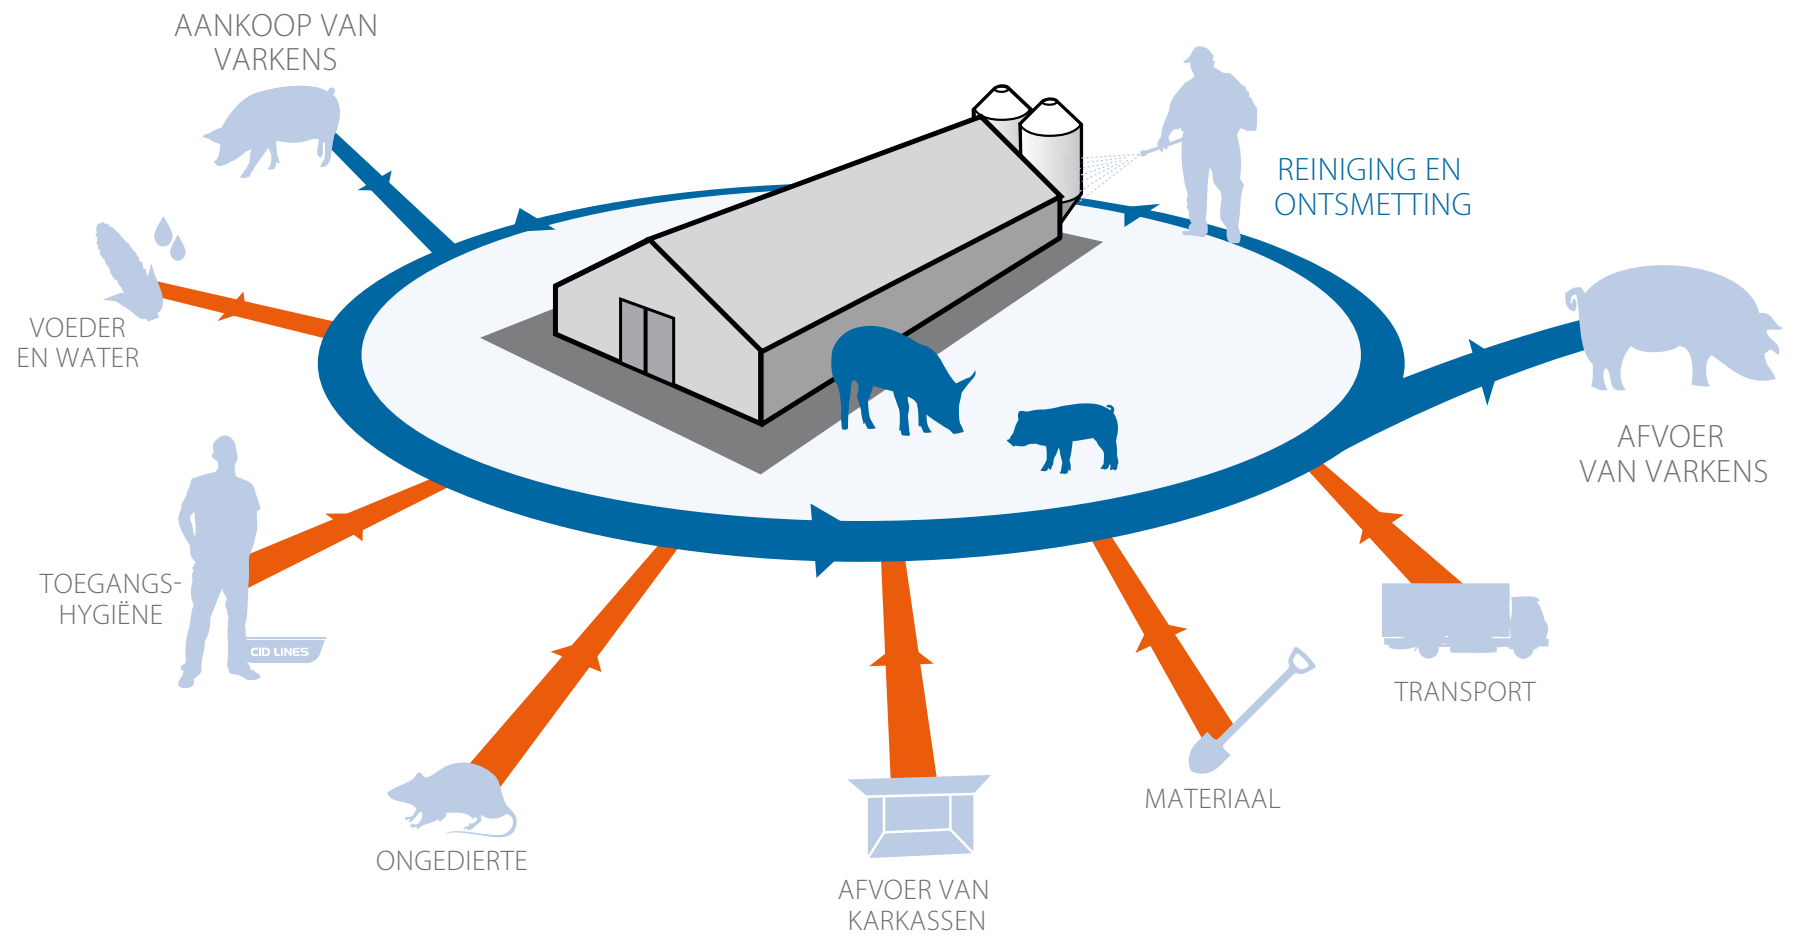 AANKOOP VAN
VARKENS
REINIGING EN
ONTSMETTING
VOEDER
EN WATER
AFVOER
VAN VARKENS
TOEGANGS-
HYGIËNE
CID LINES
TRANSPORT
MATERIAAL
ONGEDIERTE
AFVOER VAN
KARKASSEN